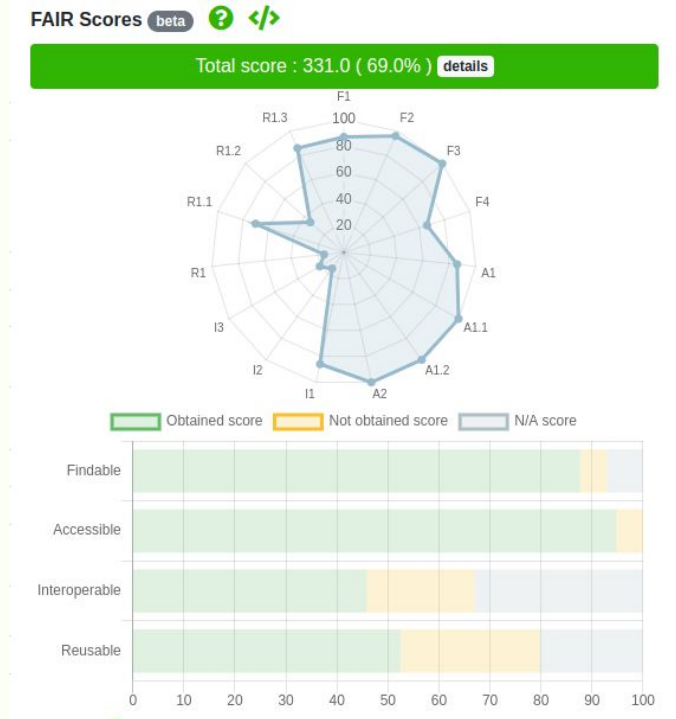 FAIR Scores beta ? </>
Total score : 331.0 ( 69.0% ) details
F1
R1.3 100 F2
R1.2 80 F3
60
R1.1 40 F4
20
R1 A1
I3 A1.1
I2 A1.2
I1 A2
Obtained score Not obtained score N/A score
Findable
Accessible
Interoperable
Reusable
0 10 20 30 40 50 60 70 80 90 100